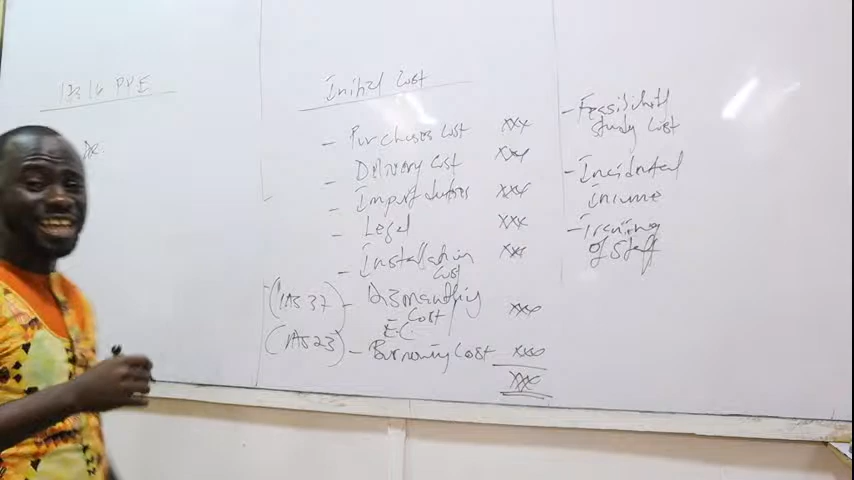 IAS 16 PPE
Dr
Initial Cost
- Purchases Cost xxx
- Delivery Cost xxx
- Import duties xxx
- Legal xxx
- Installation xxx
Cost
(IAS 37) - Dismantling xxx
- Cost
E.C.
(IAS 23) - Borrowing Cost xxx
xxx
- Feasibility
Study Cost
- Incidental
Income
- Training
of Staff